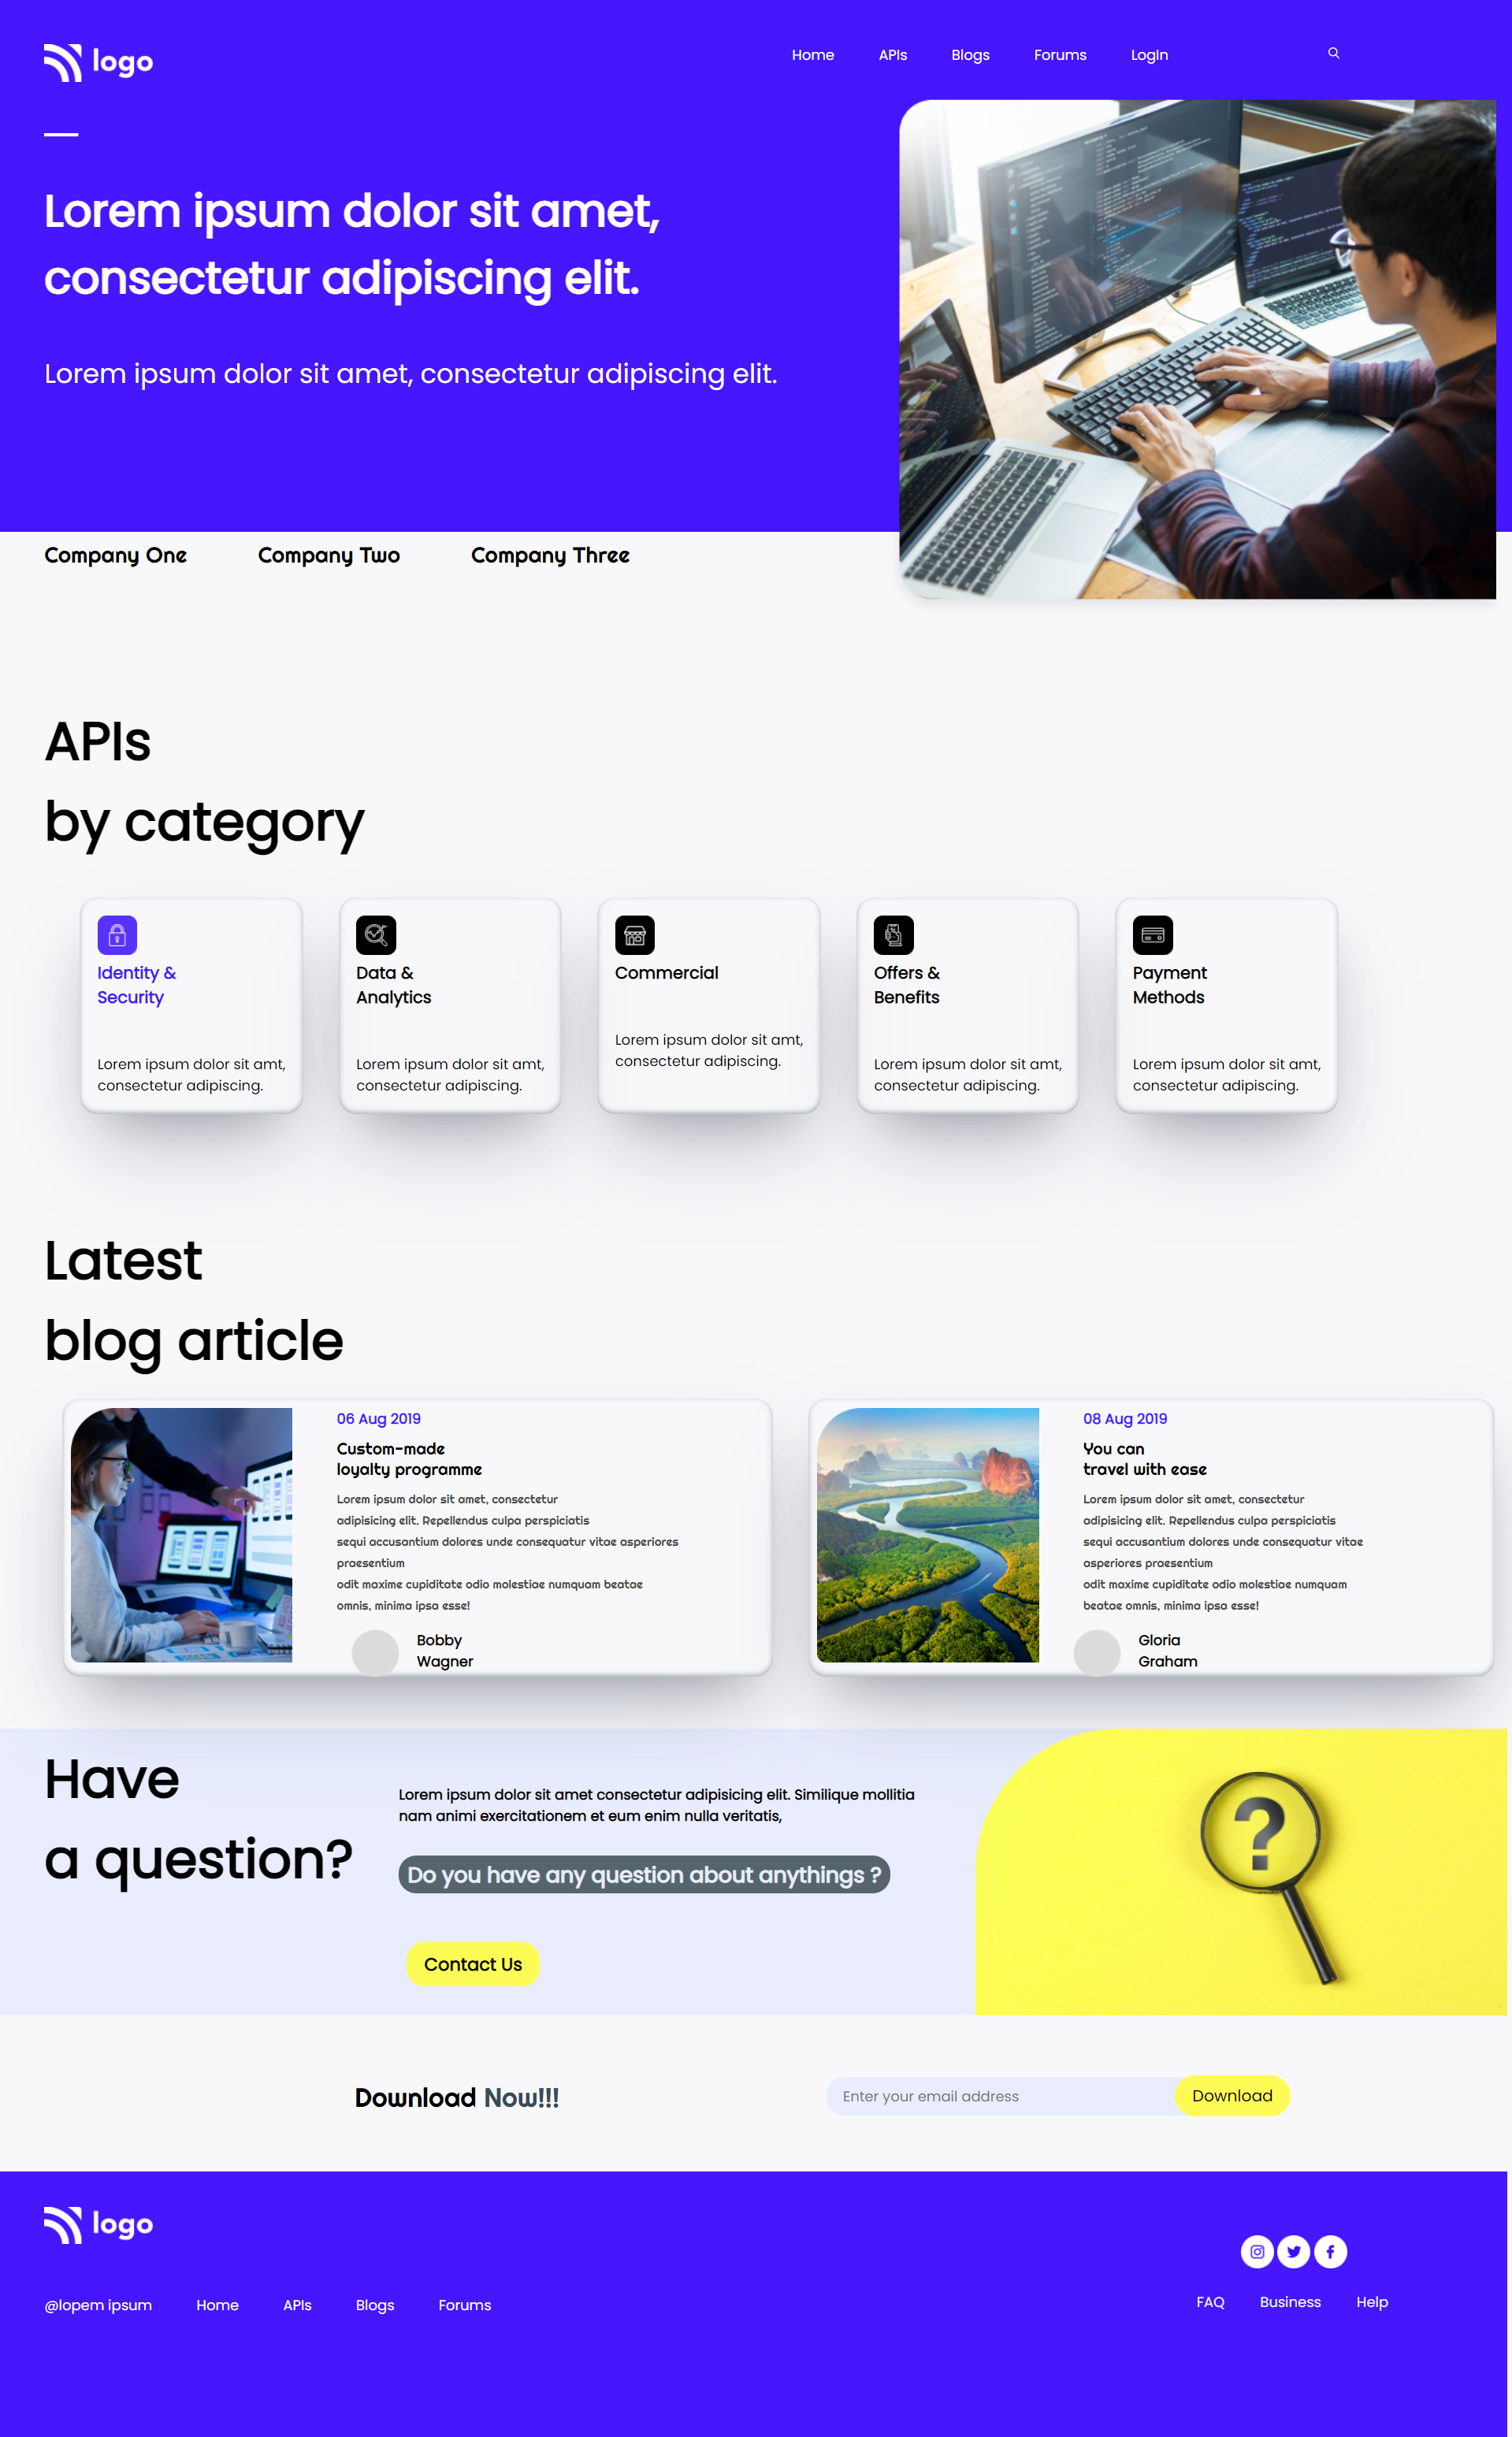 logo
Home APIs Blogs Forums LogIn
Lorem ipsum dolor sit amet,
consectetur adipiscing elit.
Lorem ipsum dolor sit amet, consectetur adipiscing elit.
Company One Company Two Company Three
APIs
by category
Identity &
Security
Lorem ipsum dolor sit amt,
consectetur adipiscing.
Data &
Analytics
Lorem ipsum dolor sit amt,
consectetur adipiscing.
Commercial
Lorem ipsum dolor sit amt,
consectetur adipiscing.
Offers &
Benefits
Lorem ipsum dolor sit amt,
consectetur adipiscing.
Payment
Methods
Lorem ipsum dolor sit amt,
consectetur adipiscing.
Latest
blog article
06 Aug 2019
Custom-made
loyalty programme
Lorem ipsum dolor sit amet, consectetur
adipisicing elit. Repellendus culpa perspiciatis
sequi accusantium dolores unde consequatur vitae asperiores
praesentium
odit maxime cupiditate odio molestiae numquam beatae
omnis, minima ipsa esse!
Bobby
Wagner
08 Aug 2019
You can
travel with ease
Lorem ipsum dolor sit amet, consectetur
adipisicing elit. Repellendus culpa perspiciatis
sequi accusantium dolores unde consequatur vitae
asperiores praesentium
odit maxime cupiditate odio molestiae numquam
beatae omnis, minima ipsa esse!
Gloria
Graham
Have
a question?
Lorem ipsum dolor sit amet consectetur adipisicing elit. Similique mollitia
nam animi exercitationem et eum enim nulla veritatis,
Do you have any question about anythings ?
Contact Us
?
Download Now!!!
Enter your email address
Download
logo
@lopem ipsum Home APIs Blogs Forums
FAQ Business Help